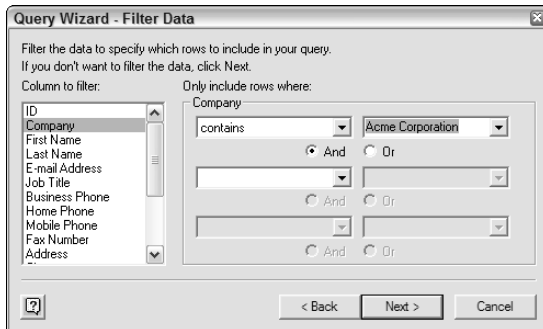 Query Wizard - Filter Data
Filter the data to specify which rows to include in your query.
If you don't want to filter the data, click Next.
Column to filter:
Only include rows where:
ID
Company
First Name
Last Name
E-mail Address
Job Title
Business Phone
Home Phone
Mobile Phone
Fax Number
Address
Company
contains
Acme Corporation
And Or
And Or
And Or
?
< Back Next > Cancel